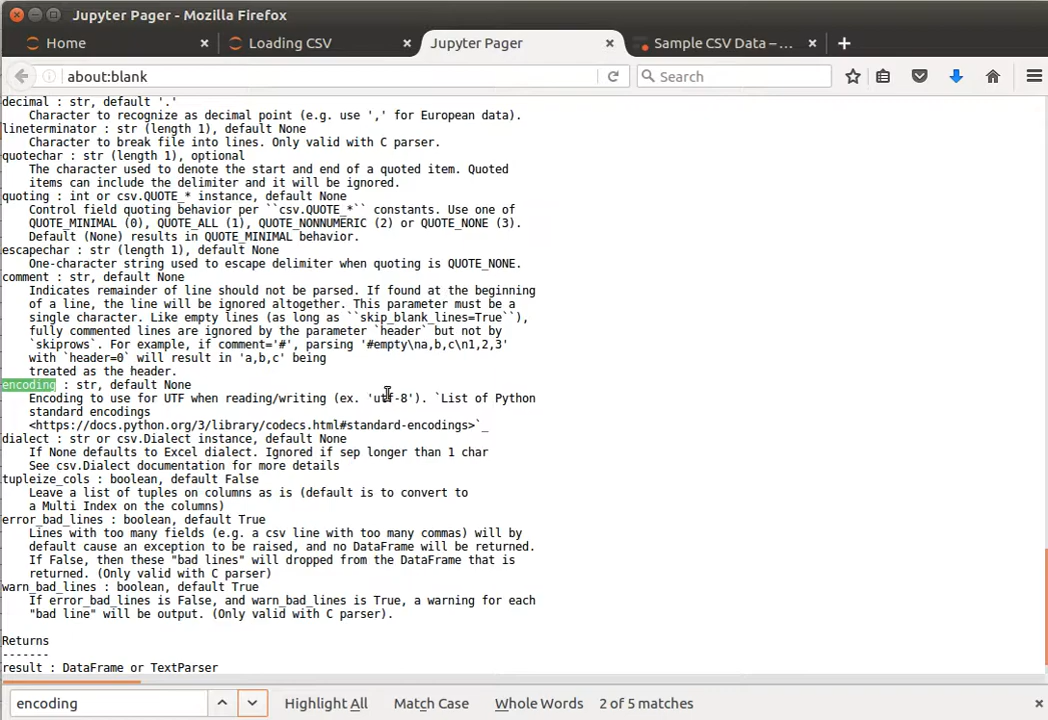 Jupyter Pager - Mozilla Firefox
Home
Loading CSV
Jupyter Pager
Sample CSV Data – ...
about:blank
Search
decimal : str, default '.'
Character to recognize as decimal point (e.g. use ',' for European data).
lineterminator : str (length 1), default None
Character to break file into lines. Only valid with C parser.
quotechar : str (length 1), optional
The character used to denote the start and end of a quoted item. Quoted
items can include the delimiter and it will be ignored.
quoting : int or csv.QUOTE_* instance, default None
Control field quoting behavior per ``csv.QUOTE_*`` constants. Use one of
QUOTE_MINIMAL (0), QUOTE_ALL (1), QUOTE_NONNUMERIC (2) or QUOTE_NONE (3).
Default (None) results in QUOTE_MINIMAL behavior.
escapechar : str (length 1), default None
One-character string used to escape delimiter when quoting is QUOTE_NONE.
comment : str, default None
Indicates remainder of line should not be parsed. If found at the beginning
of a line, the line will be ignored altogether. This parameter must be a
single character. Like empty lines (as long as ``skip_blank_lines=True``),
fully commented lines are ignored by the parameter `header` but not by
`skiprows`. For example, if comment='#', parsing '#empty\na,b,c\n1,2,3'
with `header=0` will result in 'a,b,c' being
treated as the header.
encoding : str, default None
Encoding to use for UTF when reading/writing (ex. 'utf-8'). `List of Python
standard encodings
<https://docs.python.org/3/library/codecs.html#standard-encodings>`_
dialect : str or csv.Dialect instance, default None
If None defaults to Excel dialect. Ignored if sep longer than 1 char
See csv.Dialect documentation for more details
tupleize_cols : boolean, default False
Leave a list of tuples on columns as is (default is to convert to
a Multi Index on the columns)
error_bad_lines : boolean, default True
Lines with too many fields (e.g. a csv line with too many commas) will by
default cause an exception to be raised, and no DataFrame will be returned.
If False, then these "bad lines" will dropped from the DataFrame that is
returned. (Only valid with C parser)
warn_bad_lines : boolean, default True
If error_bad_lines is False, and warn_bad_lines is True, a warning for each
"bad line" will be output. (Only valid with C parser).
Returns
-------
result : DataFrame or TextParser
encoding
Highlight All
Match Case
Whole Words
2 of 5 matches